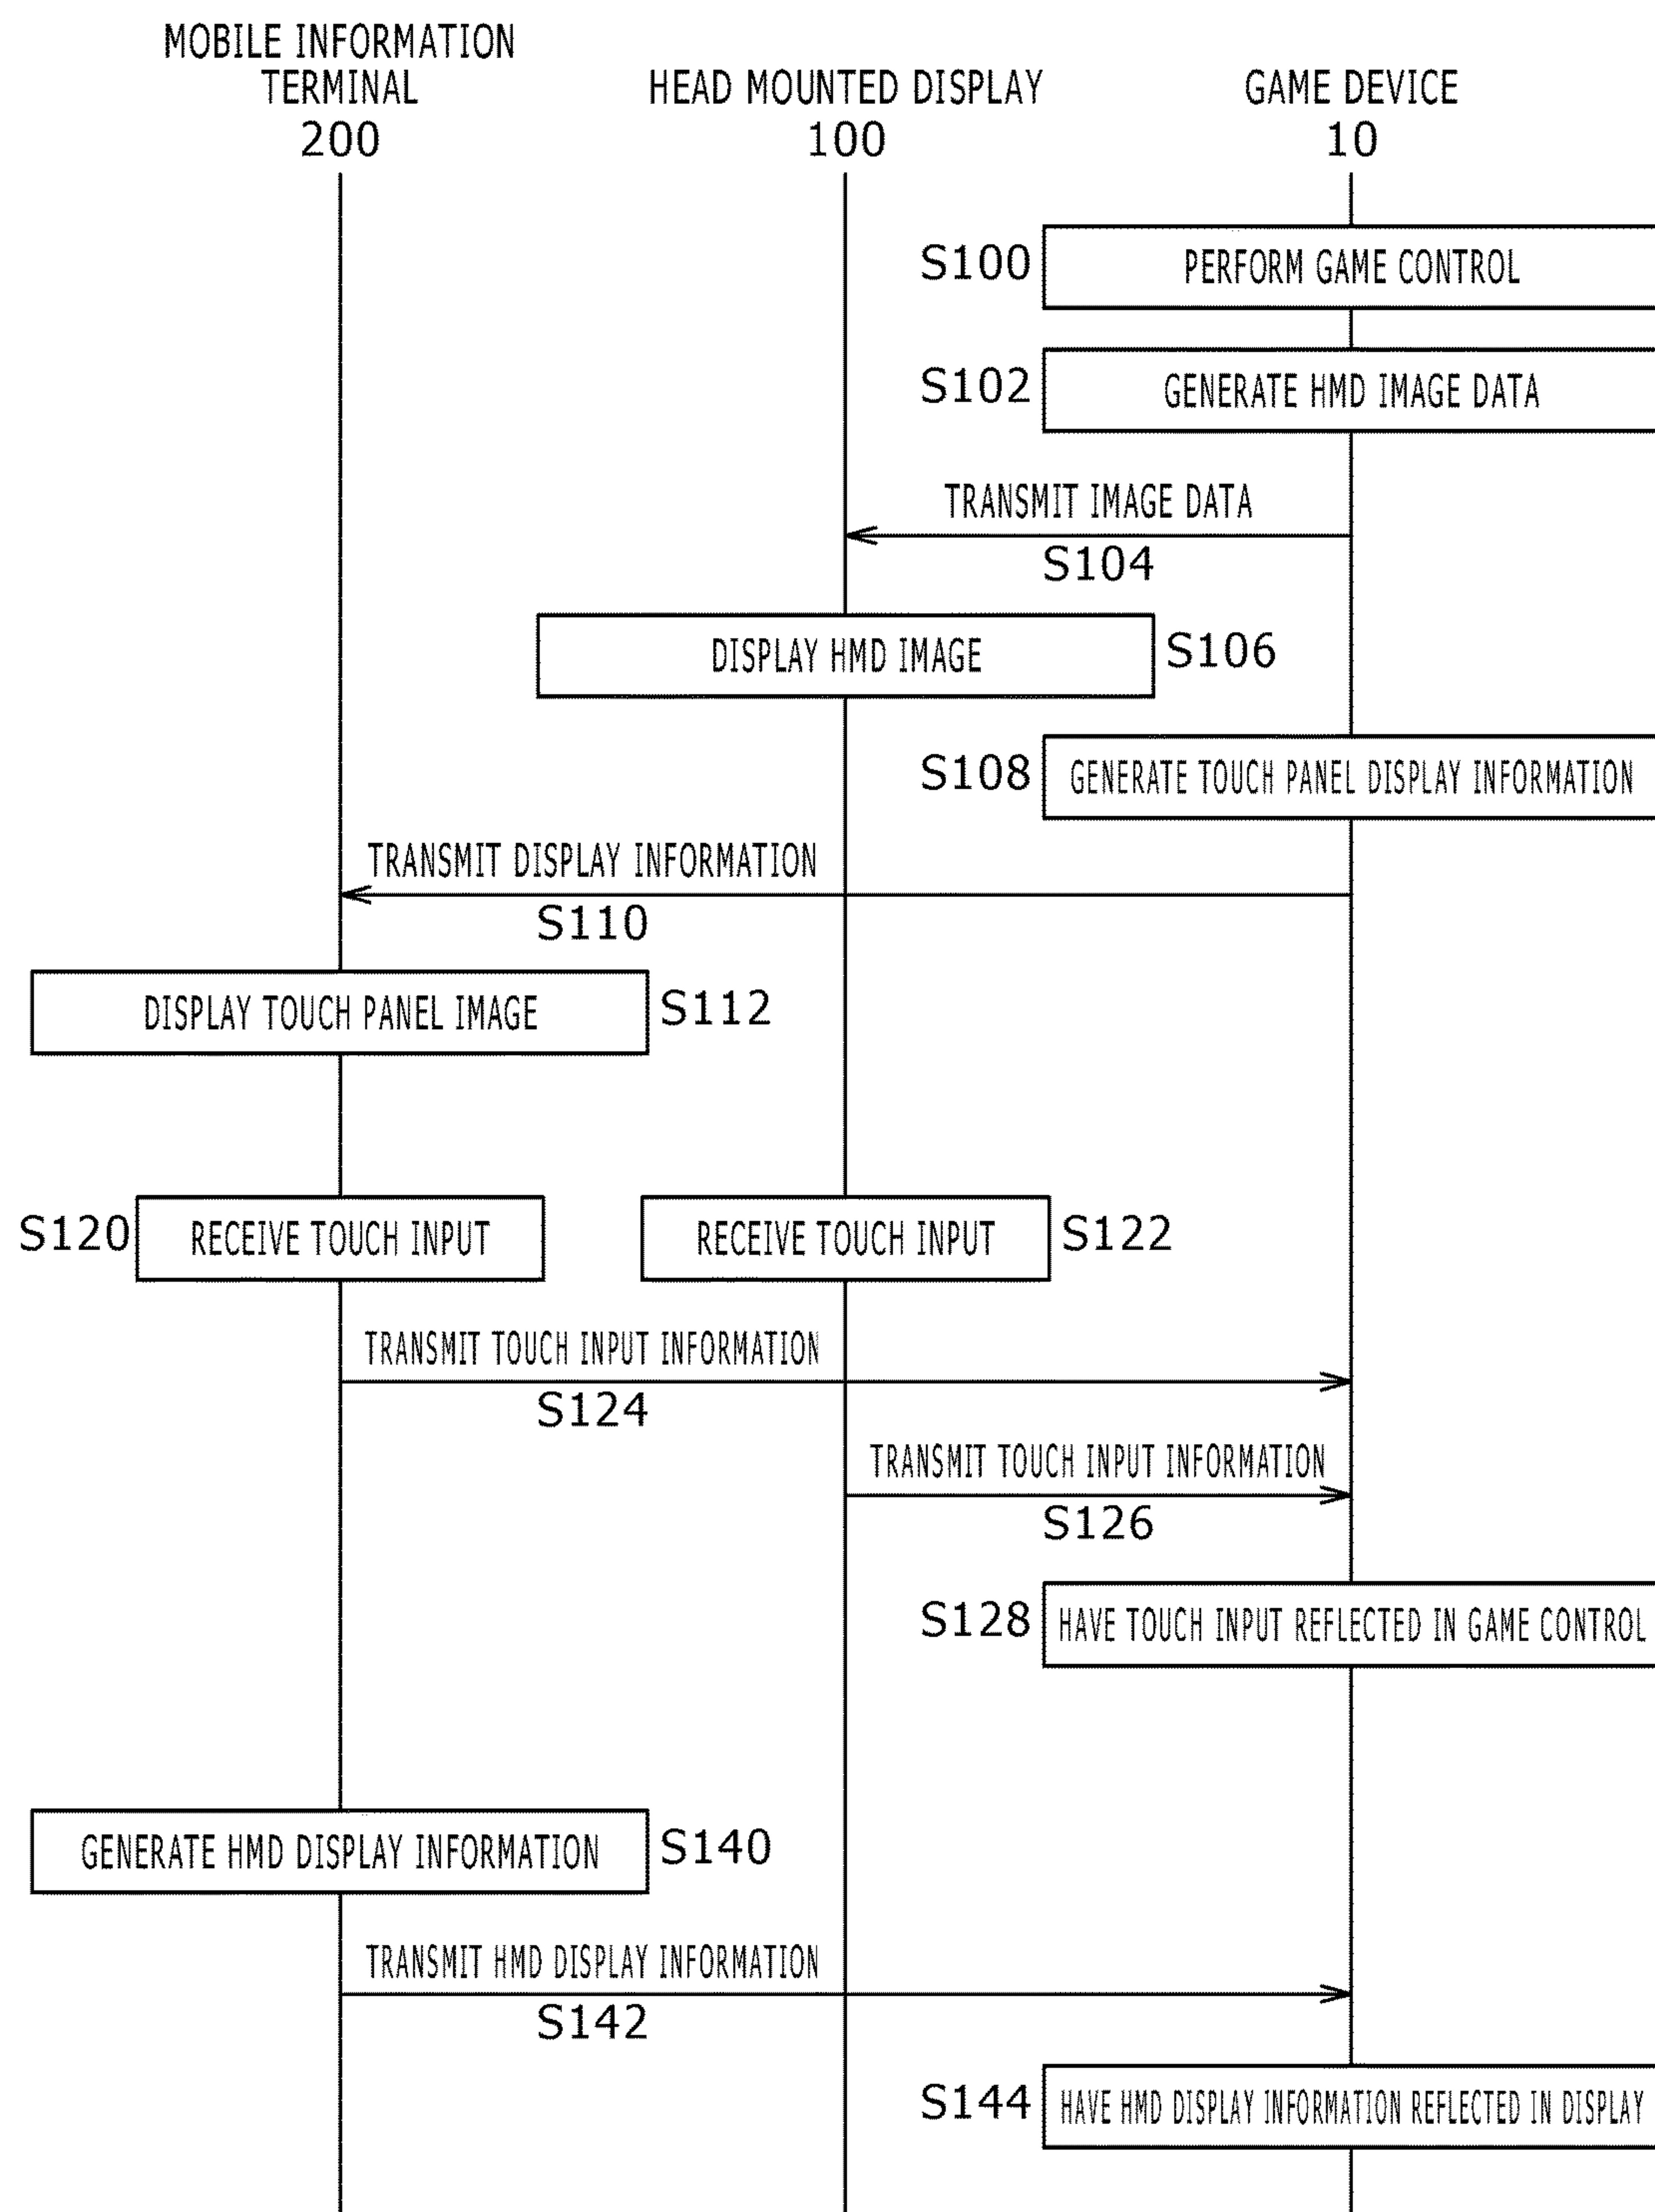 MOBILE INFORMATION
TERMINAL
200
HEAD MOUNTED DISPLAY
100
GAME DEVICE
10
S100
PERFORM GAME CONTROL
S102
GENERATE HMD IMAGE DATA
TRANSMIT IMAGE DATA
S104
DISPLAY HMD IMAGE
S106
S108
GENERATE TOUCH PANEL DISPLAY INFORMATION
TRANSMIT DISPLAY INFORMATION
S110
DISPLAY TOUCH PANEL IMAGE
S112
S120
RECEIVE TOUCH INPUT
RECEIVE TOUCH INPUT
S122
TRANSMIT TOUCH INPUT INFORMATION
S124
TRANSMIT TOUCH INPUT INFORMATION
S126
S128
HAVE TOUCH INPUT REFLECTED IN GAME CONTROL
GENERATE HMD DISPLAY INFORMATION
S140
TRANSMIT HMD DISPLAY INFORMATION
S142
S144
HAVE HMD DISPLAY INFORMATION REFLECTED IN DISPLAY